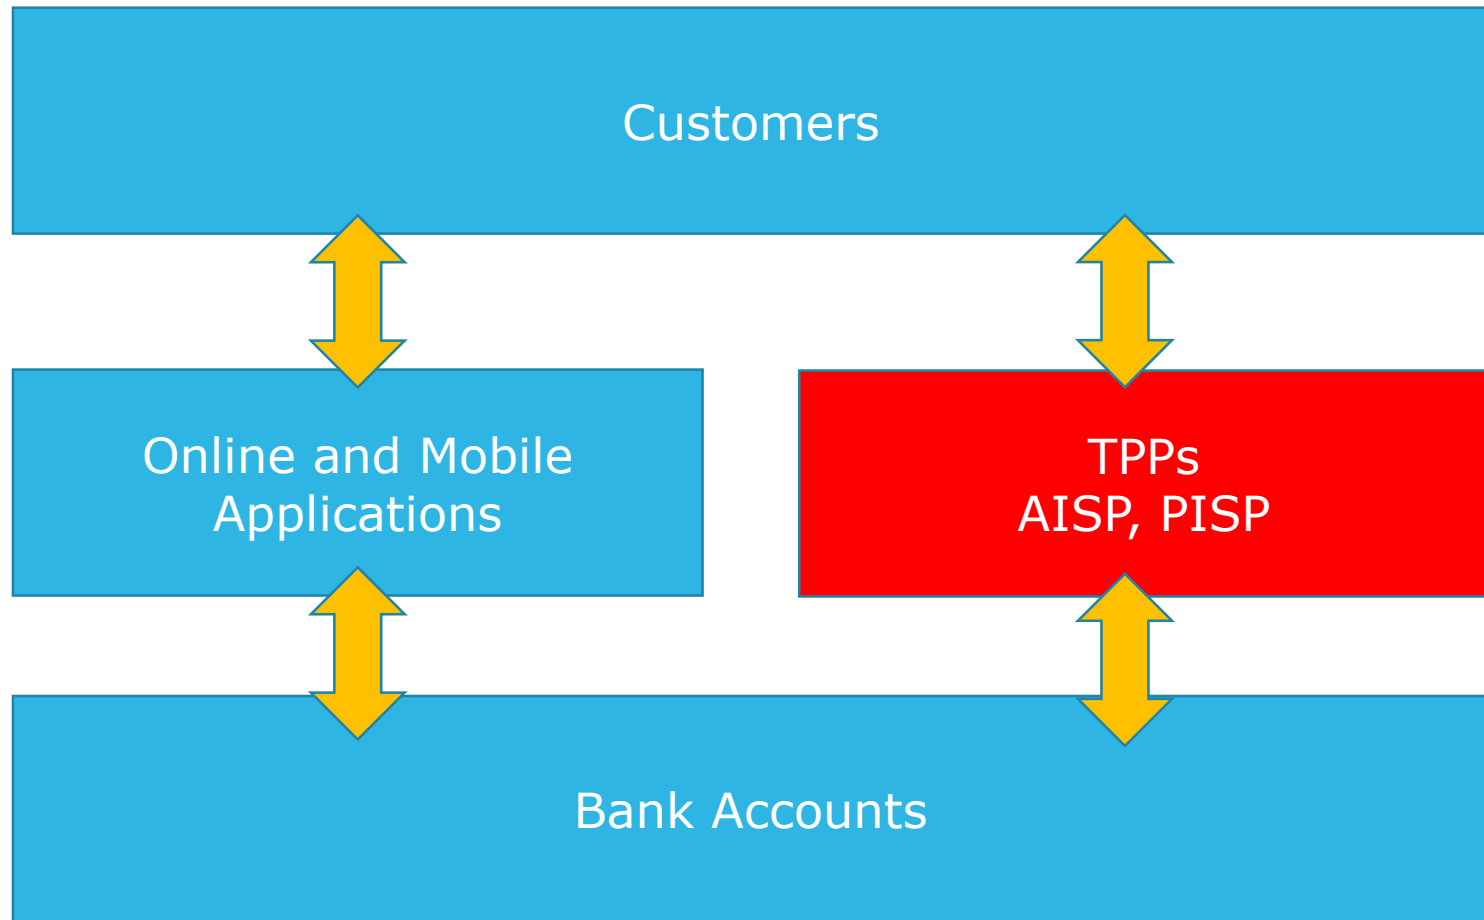 Customers
Online and Mobile
Applications
TPPs
AISP, PISP
Bank Accounts